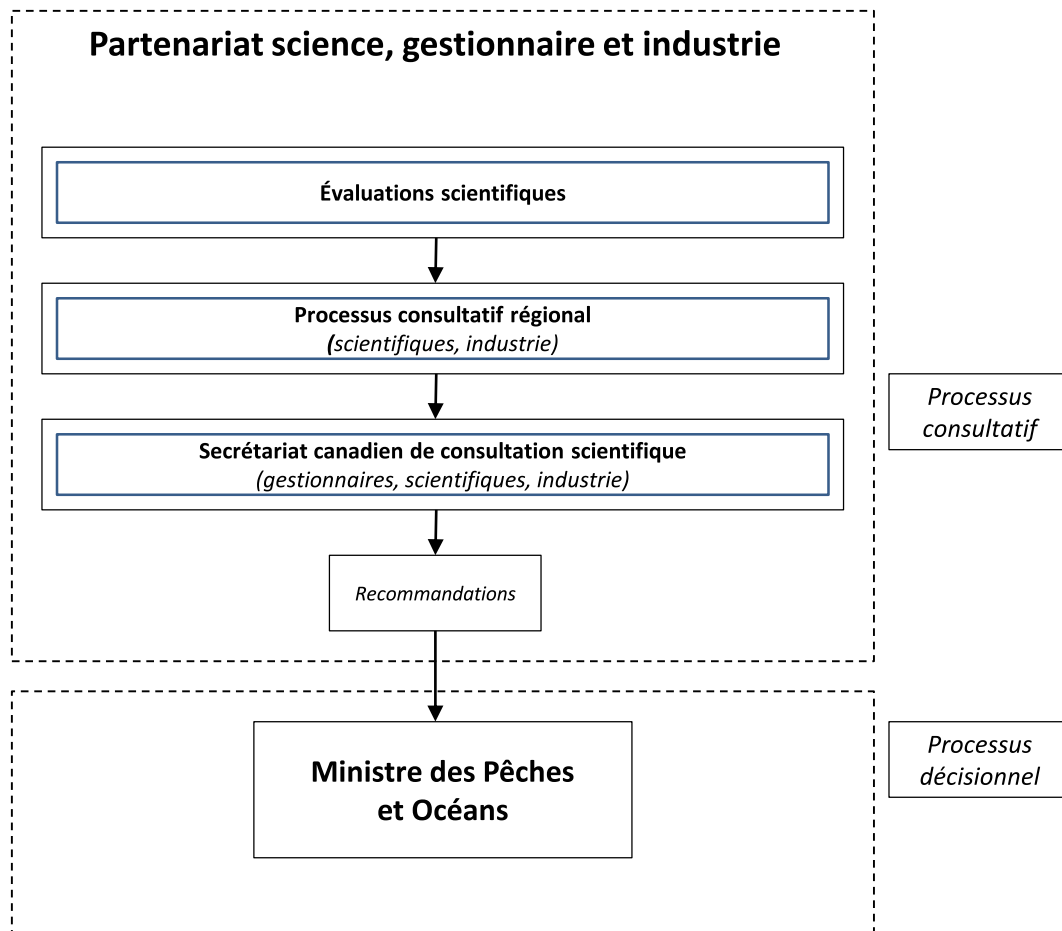 Partenariat science, gestionnaire et industrie
Évaluations scientifiques
Processus consultatif régional
(scientifiques, industrie)
Secrétariat canadien de consultation scientifique
(gestionnaires, scientifiques, industrie)
Processus
consultatif
Recommandations
Ministre des Pêches
et Océans
Processus
décisionnel